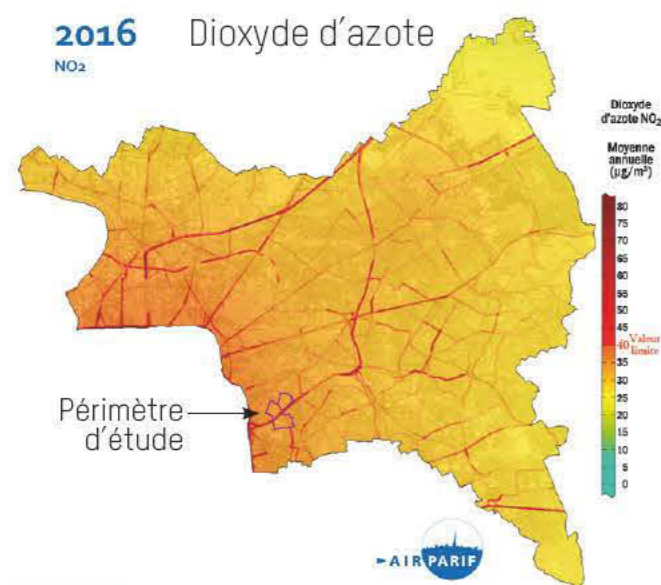 2016
Dioxyde d'azote
NO2
Dioxyde
d'azote NO2
Moyenne
annuelle
(µg/m³)
80
75
70
65
60
55
50
45
40 Valeur
limite
35
30
25
20
15
10
5
0
Périmètre
d'étude
AIRPARIF